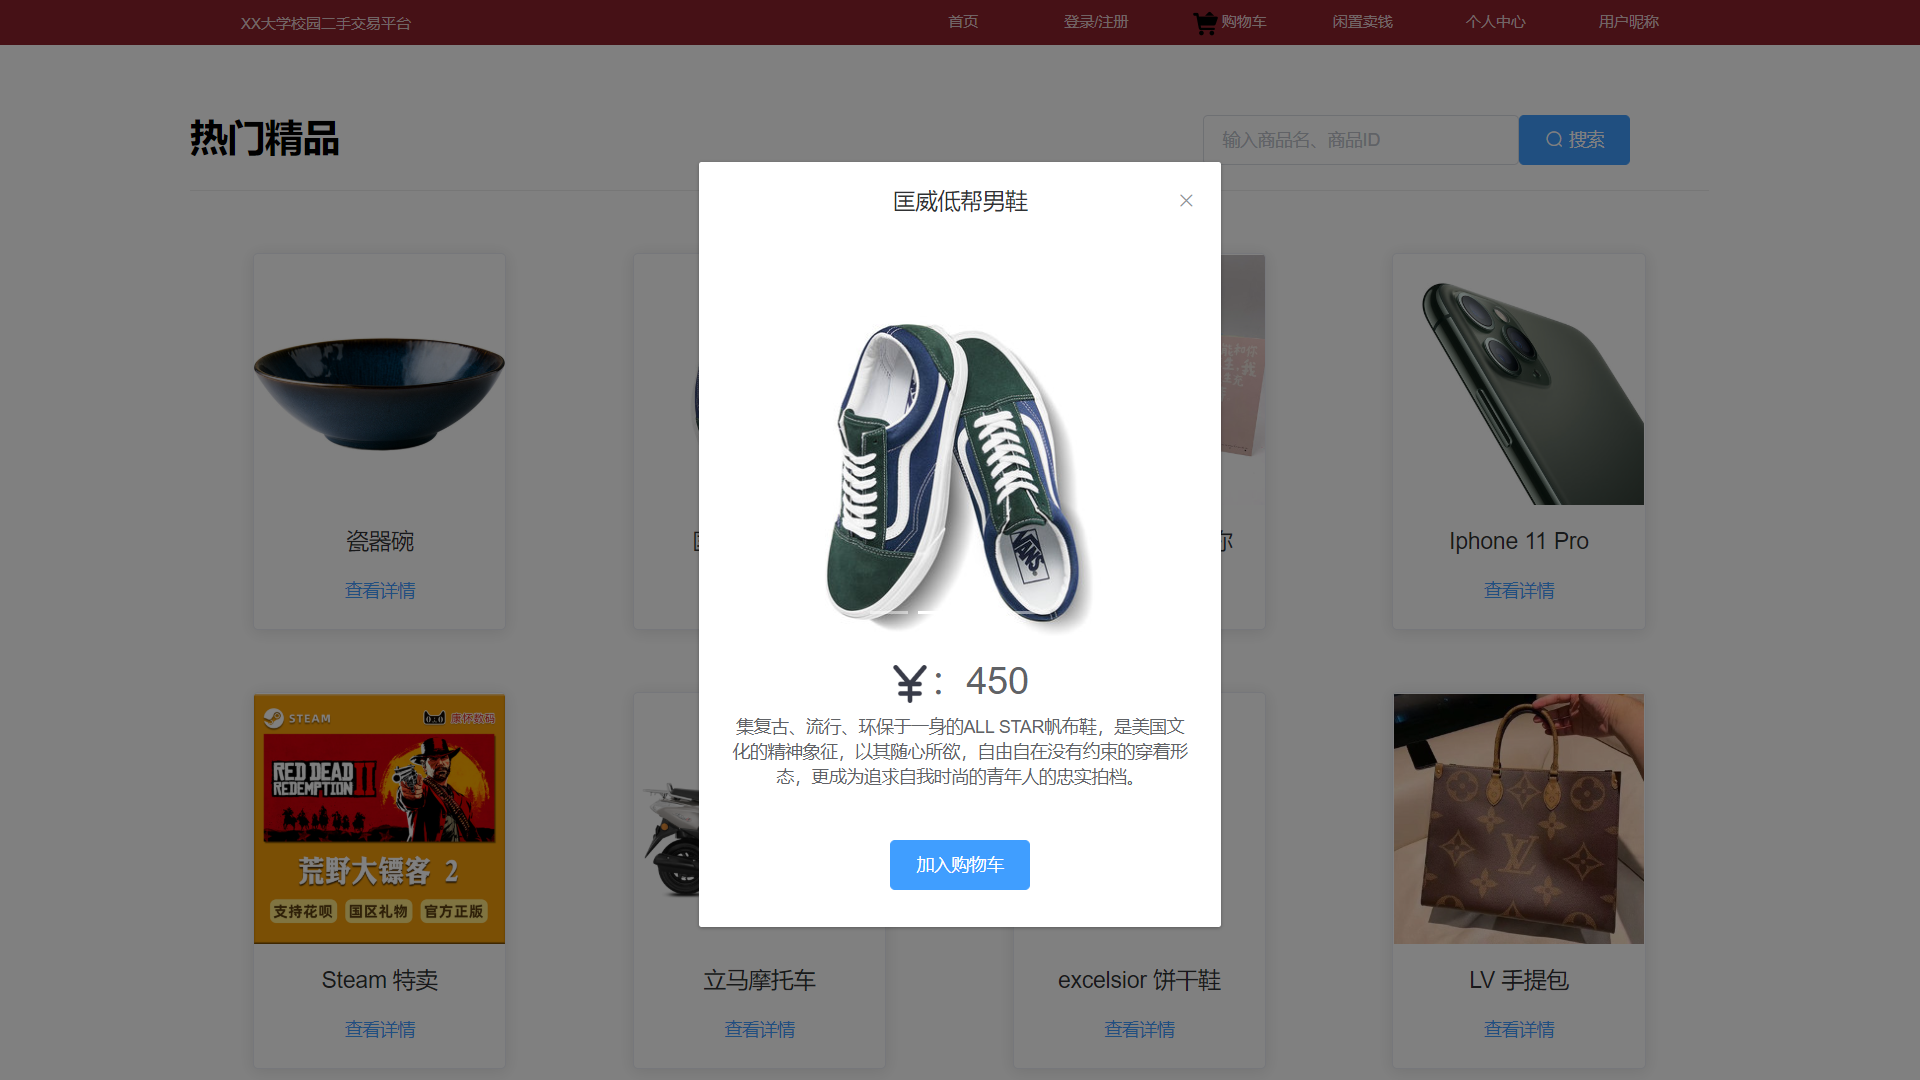 XX大学校园二手交易平台
首页
登录/注册
购物车
闲置卖钱
个人中心
用户昵称
热门精品
输入商品名、商品ID
搜索
匡威低帮男鞋
VANS
¥： 450
集复古、流行、环保于一身的ALL STAR帆布鞋，是美国文
化的精神象征，以其随心所欲，自由自在没有约束的穿着形
态，更成为追求自我时尚的青年人的忠实拍档。
加入购物车
瓷器碗
你
Iphone 11 Pro
查看详情
查看详情
STEAM
RED DEAD
REDEMPTION II
荒野大镖客 2
支持花呗
国区礼物
官方正版
LV
Steam 特卖
立马摩托车
excelsior 饼干鞋
LV 手提包
查看详情
查看详情
查看详情
查看详情